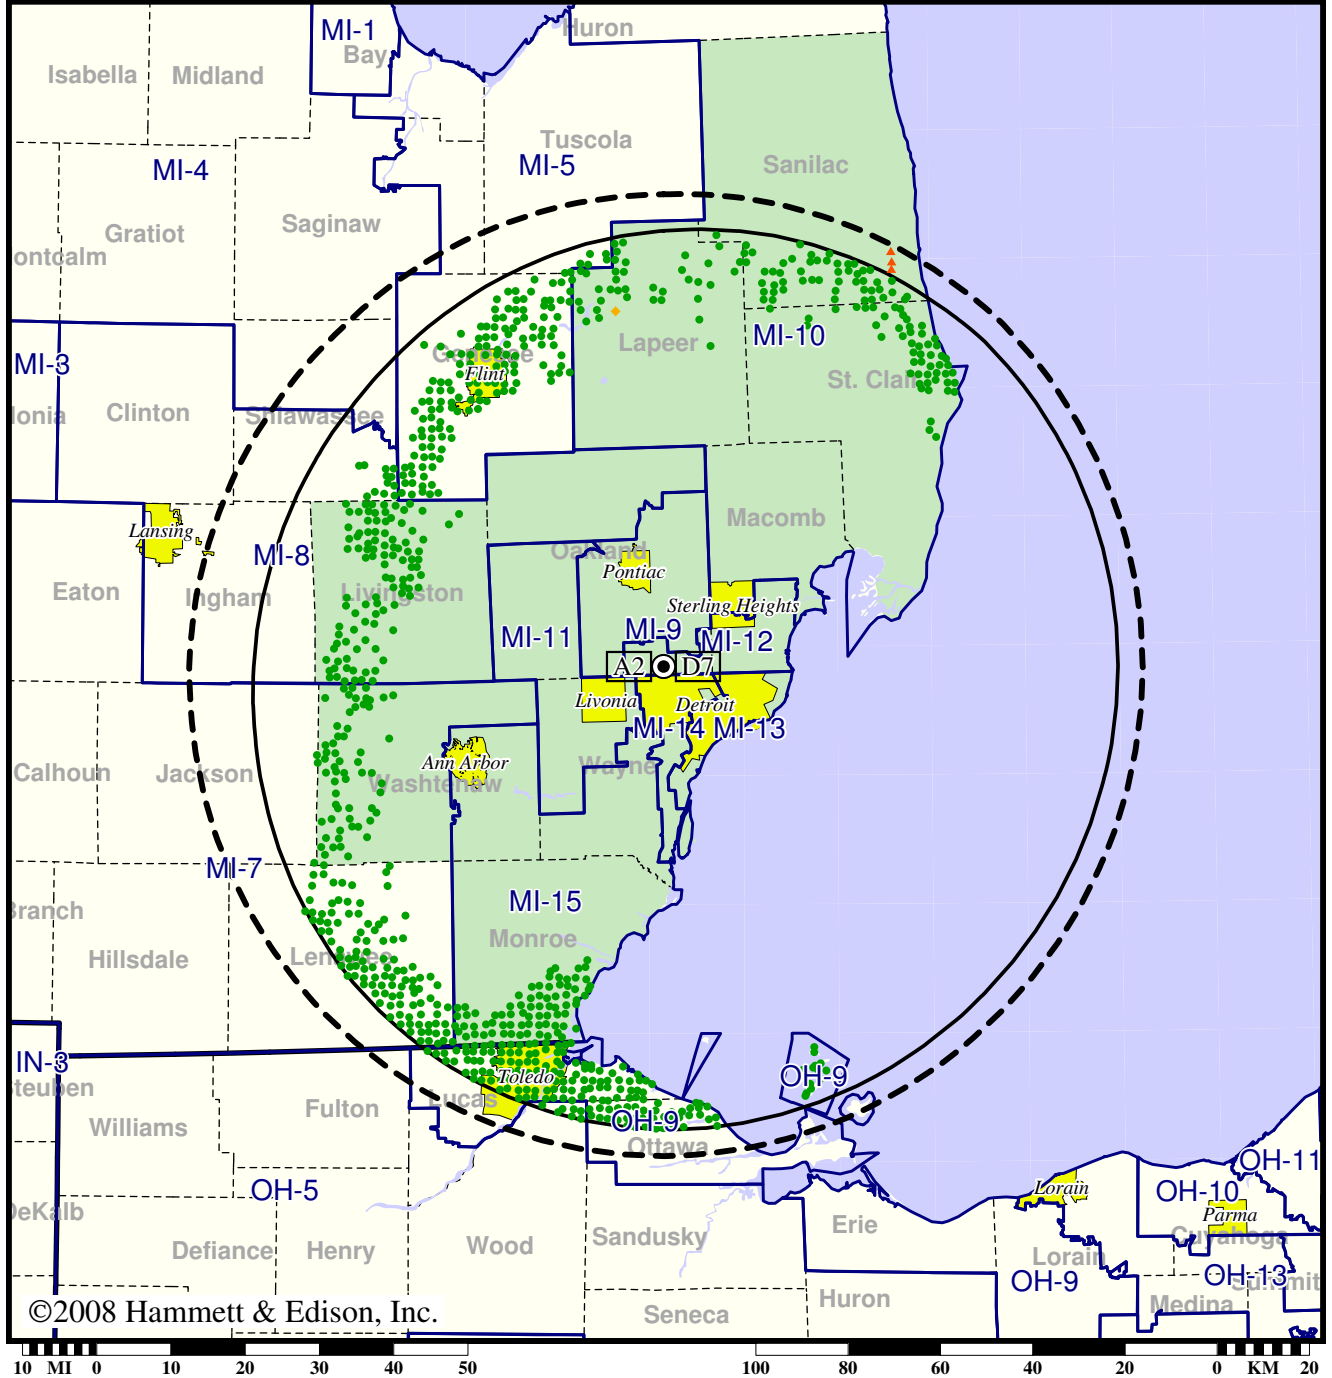 MI-1
Huron
Bay
Isabella
Midland
Tuscola
MI-5
Sanilac
MI-4
Saginaw
Gratiot
ontcalm
MI-10
Lapeer
Genesee
MI-3
Flint
St. Clair
Ionia
Clinton
Shiawassee
Macomb
Lansing
MI-8
Oakland
Pontiac
Eaton
Ingham
Livingston
Sterling Heights
MI-11
MI-9
MI-12
A2
D7
Livonia
Detroit
MI-14
MI-13
Calhoun
Jackson
Ann Arbor
Wayne
Washtenaw
MI-7
MI-15
Branch
Monroe
Hillsdale
Lenawee
IN-3
Steuben
Toledo
OH-9
Lucas
Fulton
Williams
OH-9
Ottawa
OH-11
OH-5
Lorain
OH-10
DeKalb
Parma
Erie
Cuyahoga
Sandusky
Defiance
Henry
Wood
Lorain
OH-9
OH-13
Summit
Huron
Medina
Seneca
©2008 Hammett & Edison, Inc.
10 MI 0 10 20 30 40 50 100 80 60 40 20 0 KM 20